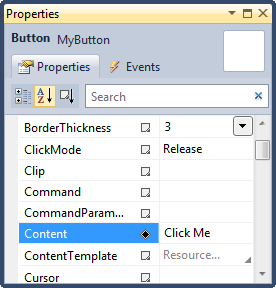 Properties
Button MyButton
Properties Events
Search
BorderThickness 3
ClickMode Release
Clip
Command
CommandParam...
Content Click Me
ContentTemplate Resource...
Cursor